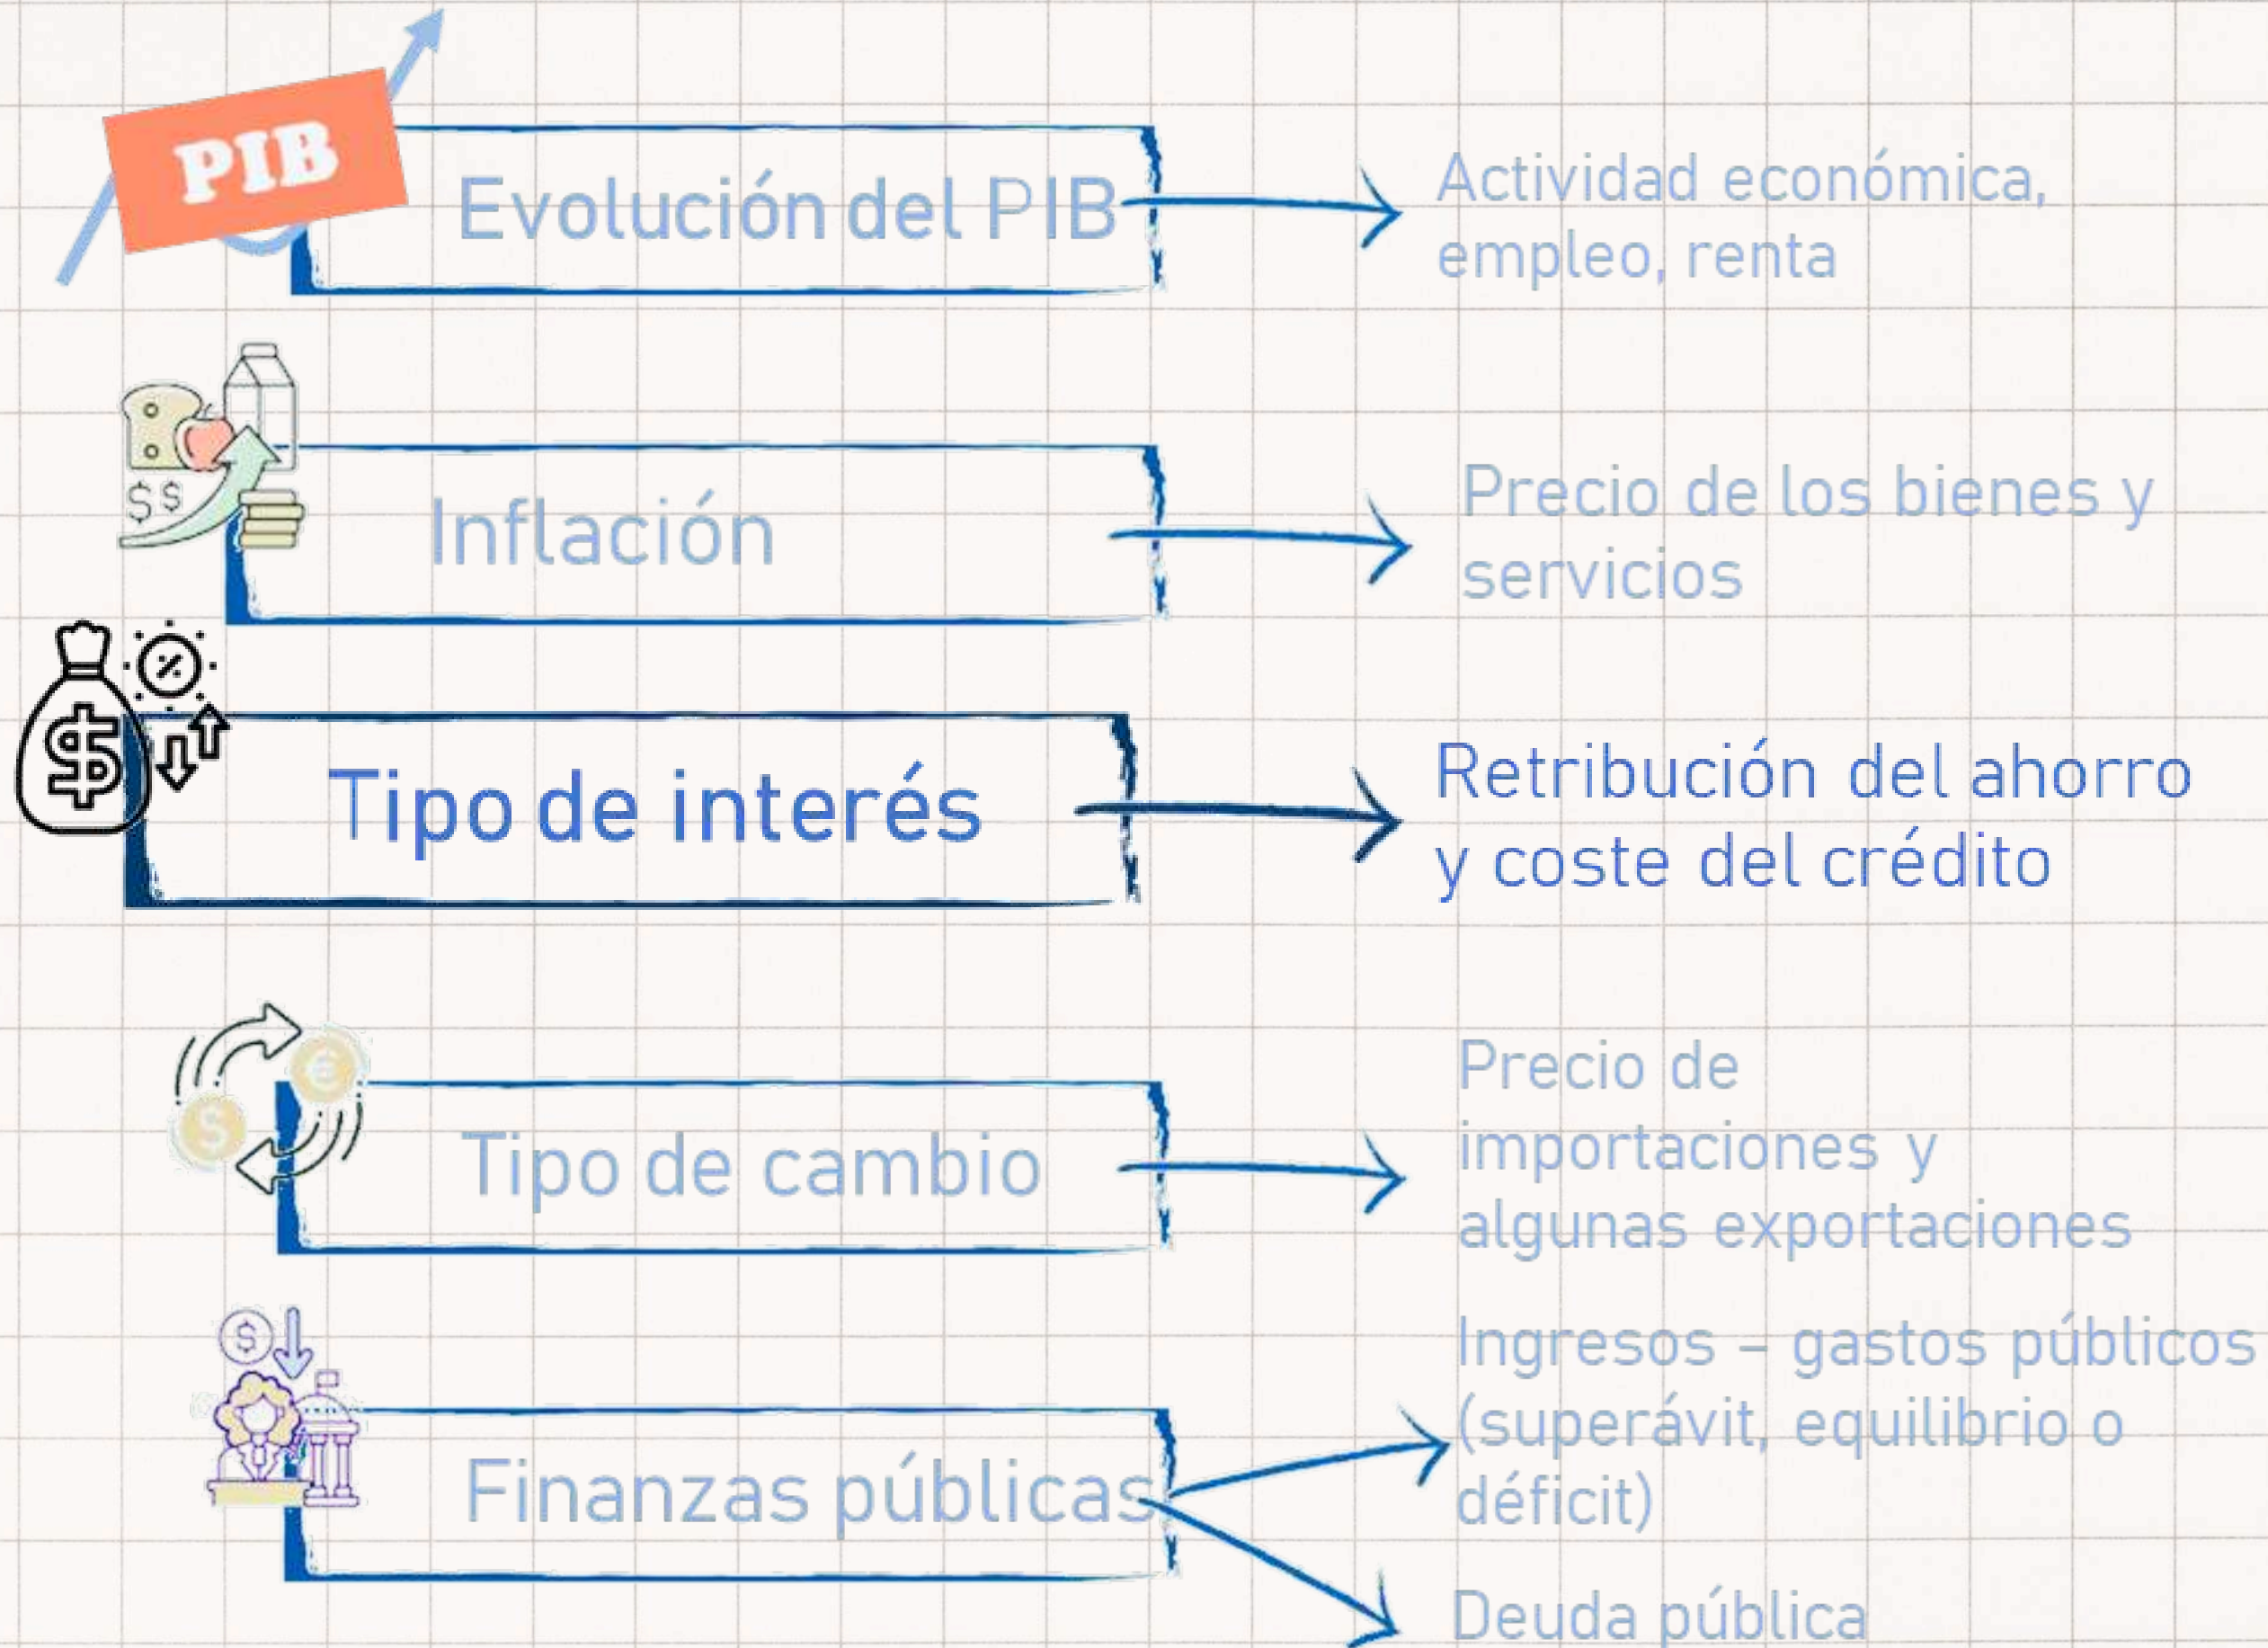 PIB
Evolución del PIB
Actividad económica,
empleo, renta
$ $
Inflación
Precio de los bienes y
servicios
%
$
Tipo de interés
Retribución del ahorro
y coste del crédito
€
$
Tipo de cambio
Precio de
importaciones y
algunas exportaciones
$
Finanzas públicas
Ingresos – gastos públicos
(superávit, equilibrio o
déficit)
Deuda pública